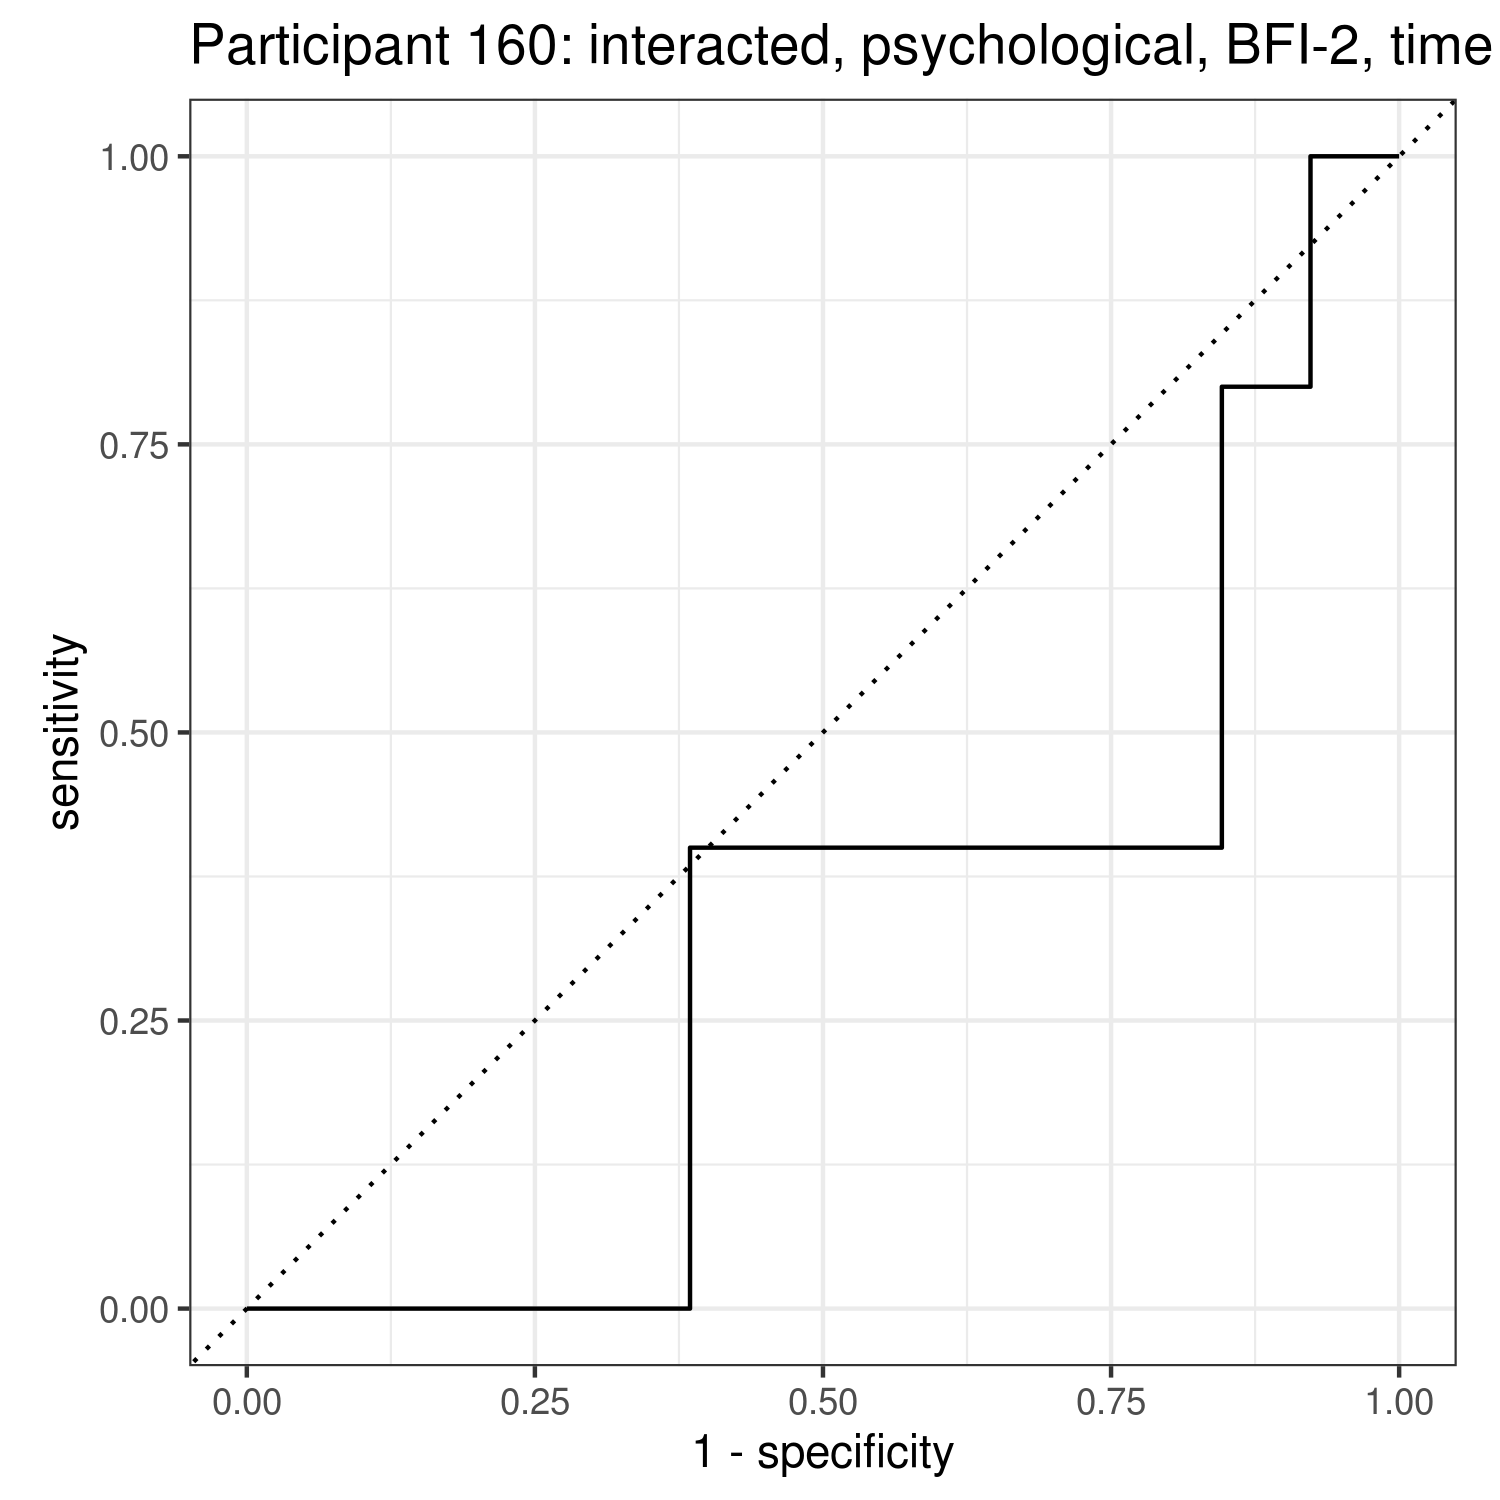 Participant 160: interacted, psychological, BFI-2, time
1.00
0.75
0.50
0.25
0.00
sensitivity
0.00 0.25 0.50 0.75 1.00
1 - specificity